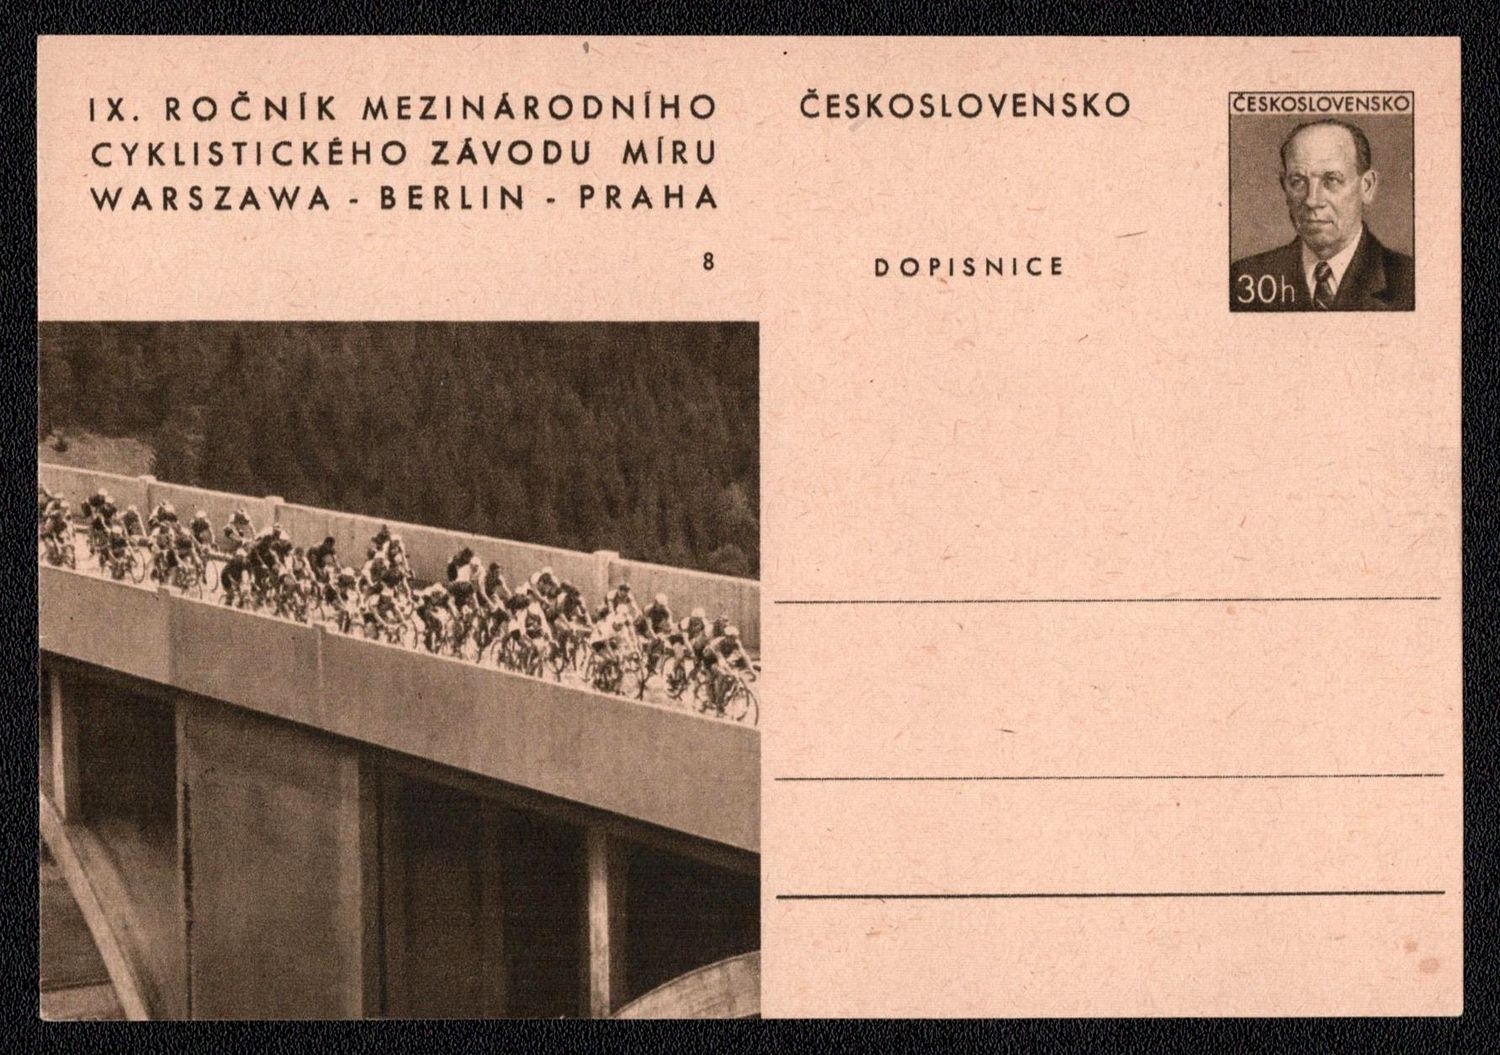 IX. ROČNÍK MEZINÁRODNÍHO
CYKLISTICKÉHO ZÁVODU MÍRU
WARSZAWA - BERLIN - PRAHA
8
ČESKOSLOVENSKO
DOPISNICE
ČESKOSLOVENSKO
30h